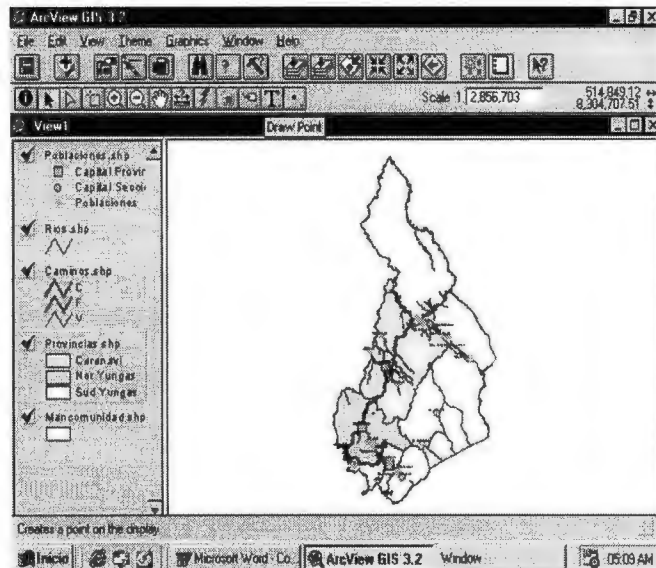 ArcView GIS 3.2
File Edit View Theme Graphics Window Help
Scale 1: 2,856,703
514,849.12
8,304,707.51
View1
Draw Point
Poblaciones.shp
Capital Provin
Capital Secci
Poblaciones
Rios.shp
Caminos.shp
C
F
V
Provincias.shp
Caranavi
Nor Yungas
Sud Yungas
Mancomunidad.shp
Creates a point on the display
Inicio
Microsoft Word - Co...
ArcView GIS 3.2
Window
05:09 AM